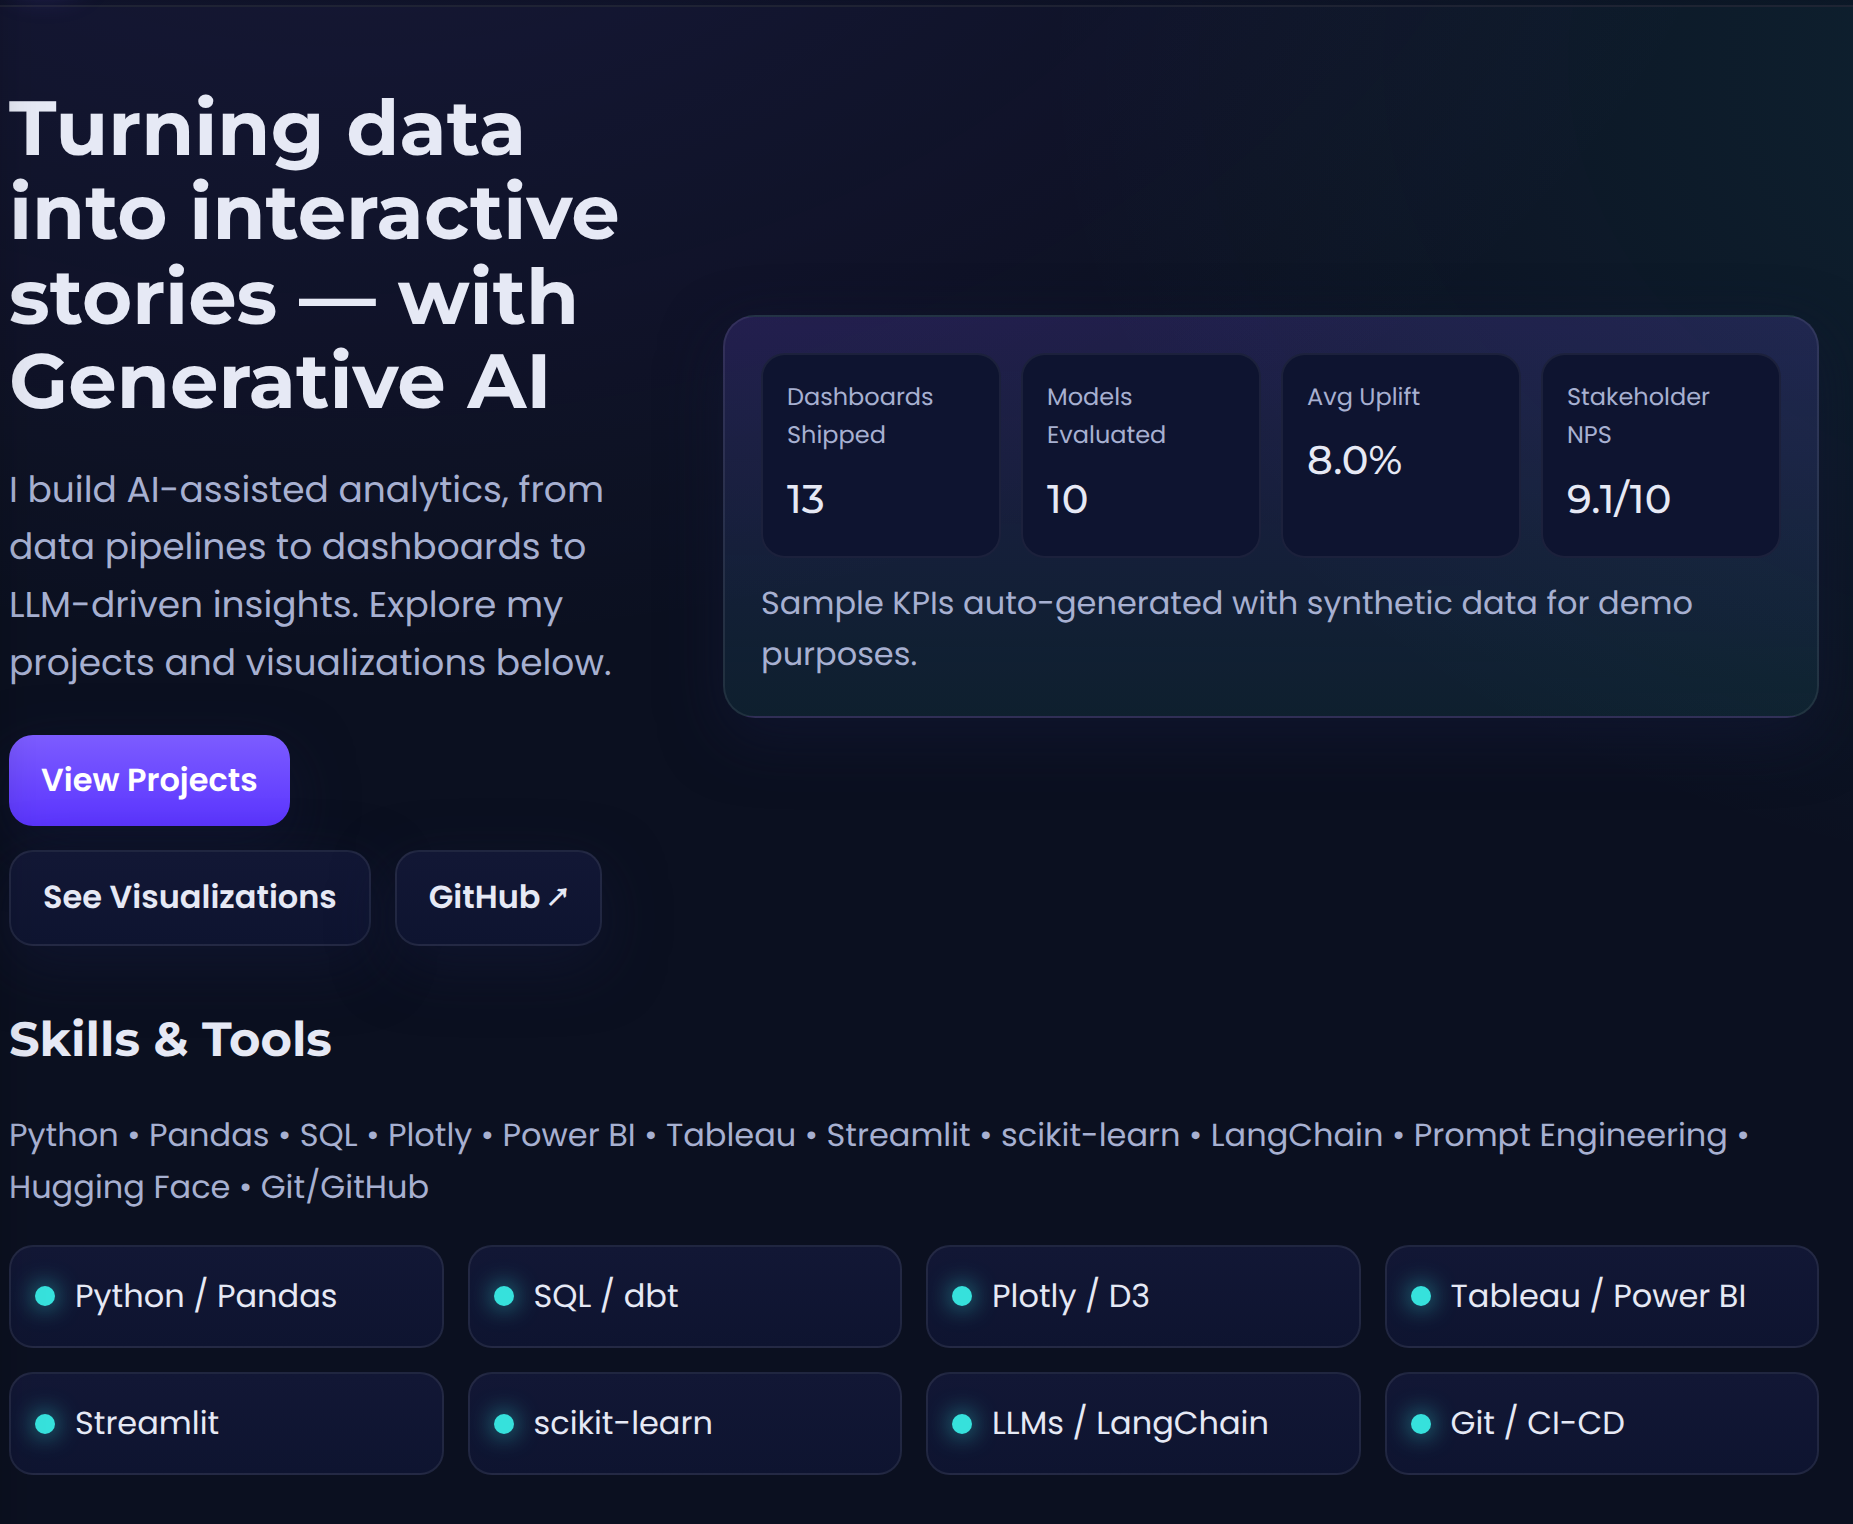 Turning data
into interactive
stories — with
Generative AI
I build AI-assisted analytics, from
data pipelines to dashboards to
LLM-driven insights. Explore my
projects and visualizations below.
View Projects
See Visualizations
GitHub ↗
Dashboards
Shipped
13
Models
Evaluated
10
Avg Uplift
8.0%
Stakeholder
NPS
9.1/10
Sample KPIs auto-generated with synthetic data for demo
purposes.
Skills & Tools
Python • Pandas • SQL • Plotly • Power BI • Tableau • Streamlit • scikit-learn • LangChain • Prompt Engineering •
Hugging Face • Git/GitHub
Python / Pandas
SQL / dbt
Plotly / D3
Tableau / Power BI
Streamlit
scikit-learn
LLMs / LangChain
Git / CI-CD